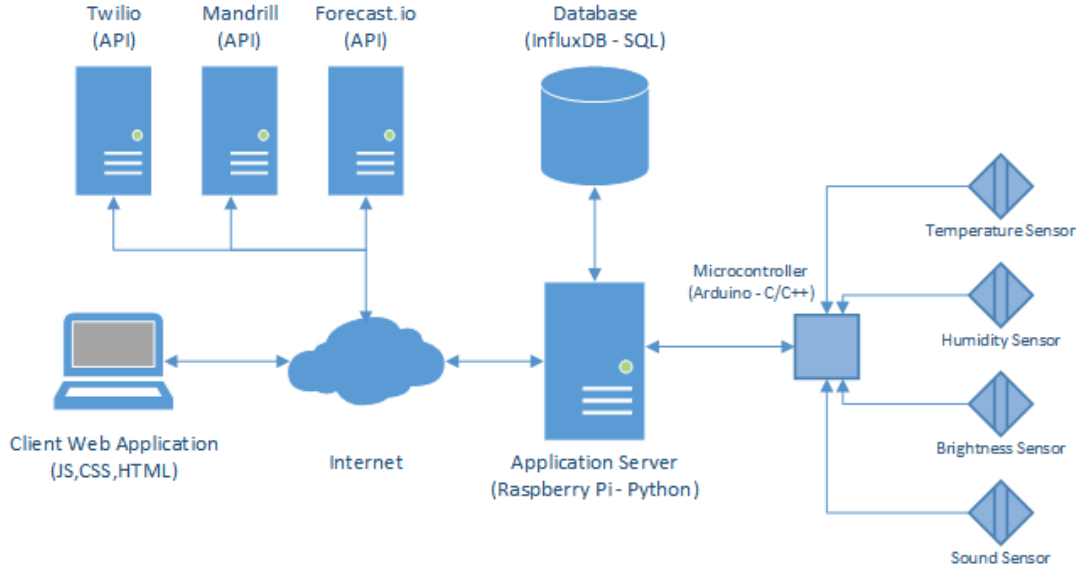 Twilio
(API)
Mandrill
(API)
Forecast.io
(API)
Database
(InfluxDB - SQL)
Temperature Sensor
Microcontroller
(Arduino - C/C++)
Humidity Sensor
Client Web Application
(JS,CSS,HTML)
Internet
Application Server
(Raspberry Pi - Python)
Brightness Sensor
Sound Sensor